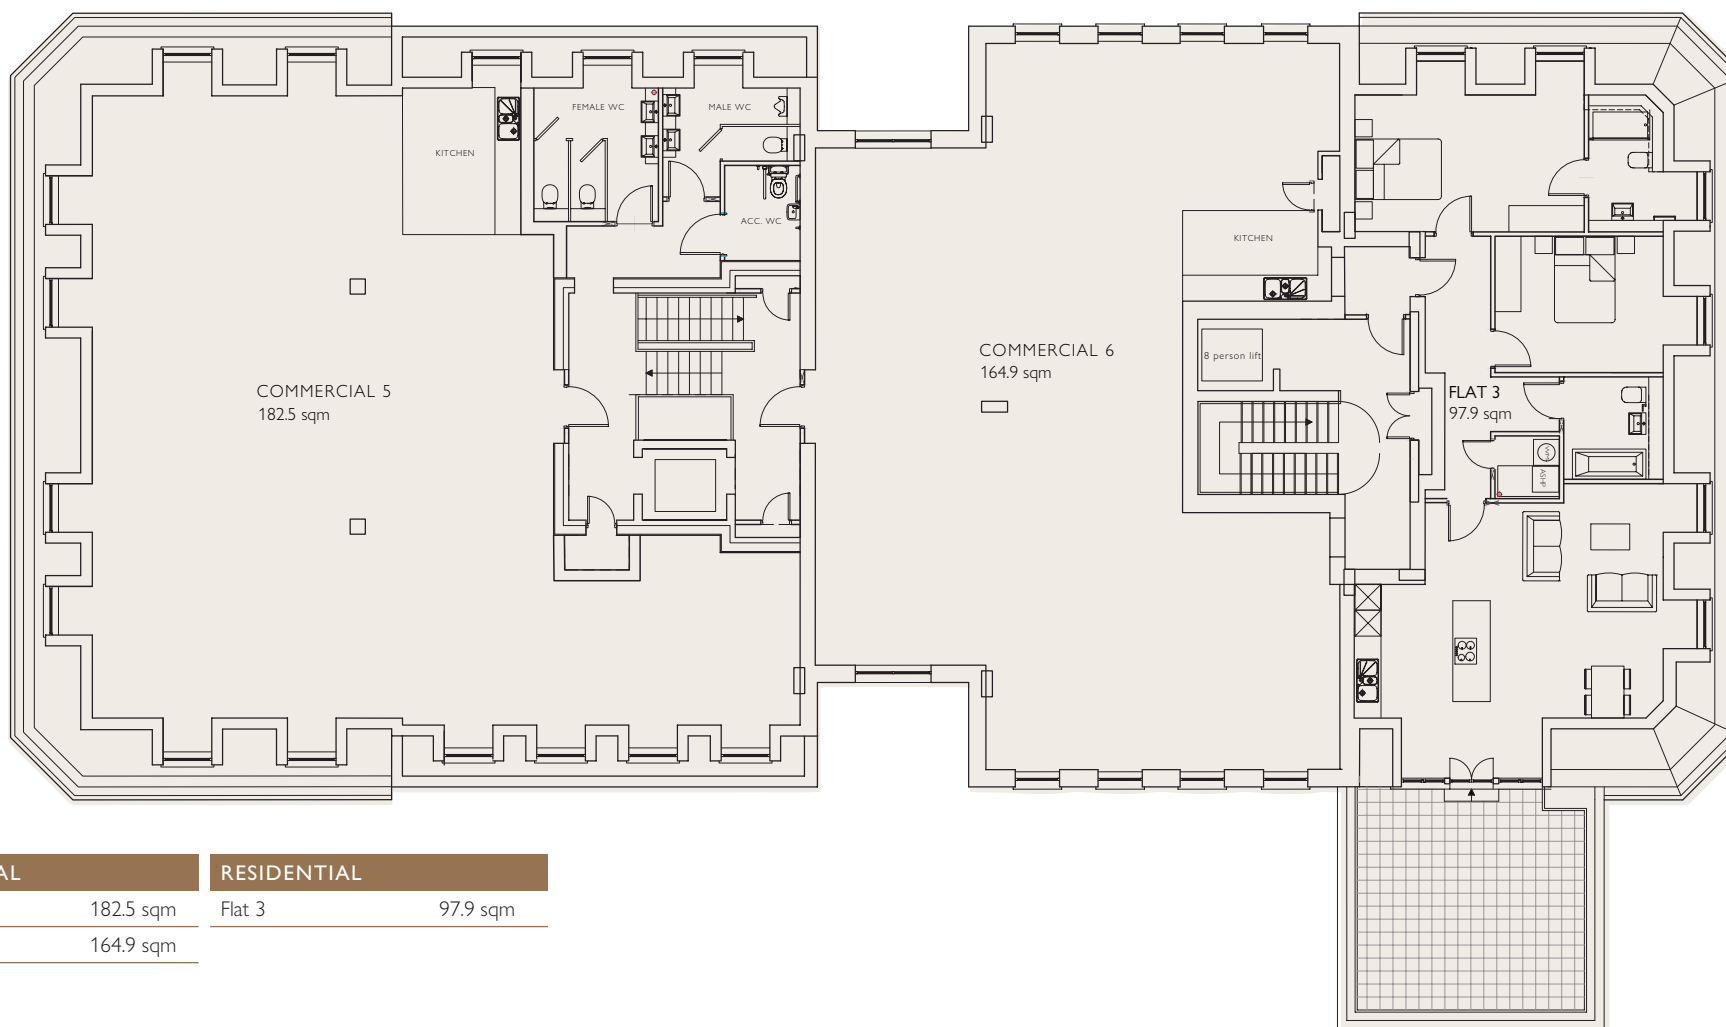 FEMALE WC
MALE WC
KITCHEN
ACC. WC
KITCHEN
8 person lift
COMMERCIAL 5
182.5 sqm
COMMERCIAL 6
164.9 sqm
FLAT 3
97.9 sqm
ASHP
AL
182.5 sqm
164.9 sqm
RESIDENTIAL
Flat 3 97.9 sqm